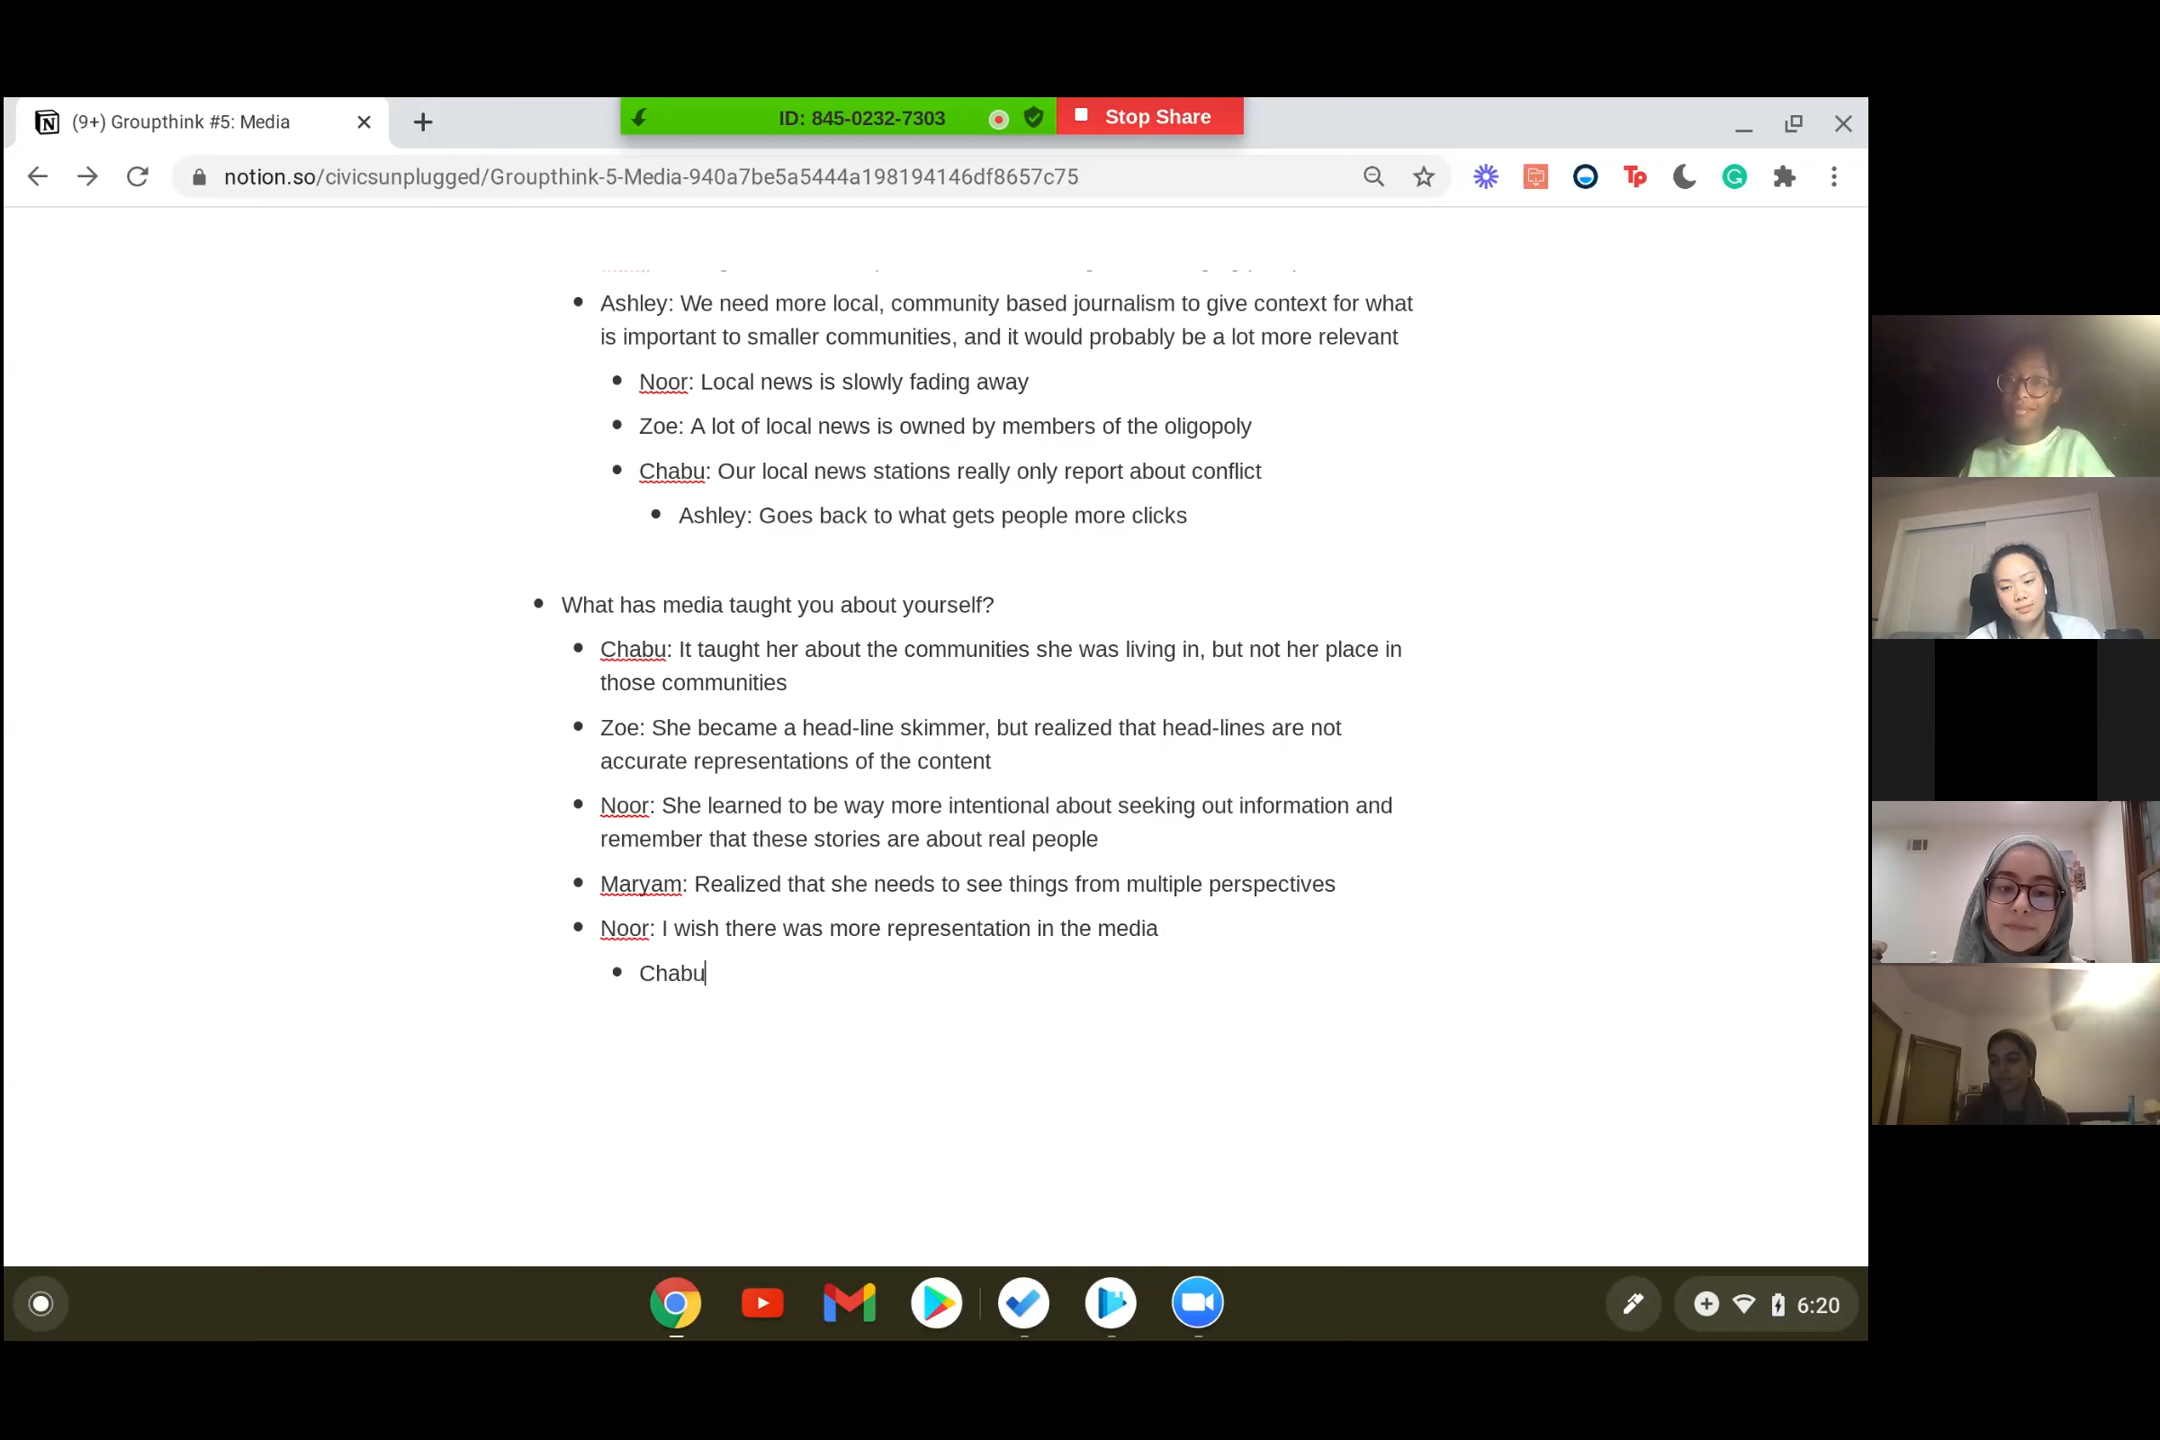 (9+) Groupthink #5: Media
ID: 845-0232-7303
Stop Share
notion.so/civicsunplugged/Groupthink-5-Media-940a7be5a5444a198194146df8657c75
Tp
Ashley: We need more local, community based journalism to give context for what
is important to smaller communities, and it would probably be a lot more relevant
Noor: Local news is slowly fading away
Zoe: A lot of local news is owned by members of the oligopoly
Chabu: Our local news stations really only report about conflict
Ashley: Goes back to what gets people more clicks
What has media taught you about yourself?
Chabu: It taught her about the communities she was living in, but not her place in
those communities
Zoe: She became a head-line skimmer, but realized that head-lines are not
accurate representations of the content
Noor: She learned to be way more intentional about seeking out information and
remember that these stories are about real people
Maryam: Realized that she needs to see things from multiple perspectives
Noor: I wish there was more representation in the media
Chabu
6:20